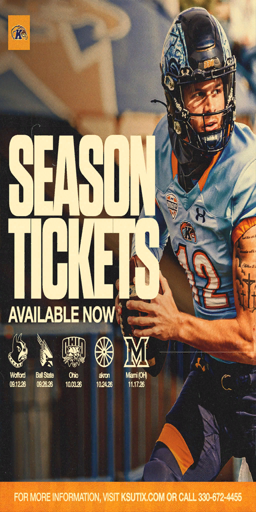 SEASON
TICKETS
AVAILABLE NOW
Wofford
09.12.26
Ball State
09.26.26
Ohio
10.03.26
akron
10.24.26
Miami (OH)
11.17.26
12
FOR MORE INFORMATION, VISIT KSUTIX.COM OR CALL 330-672-4455